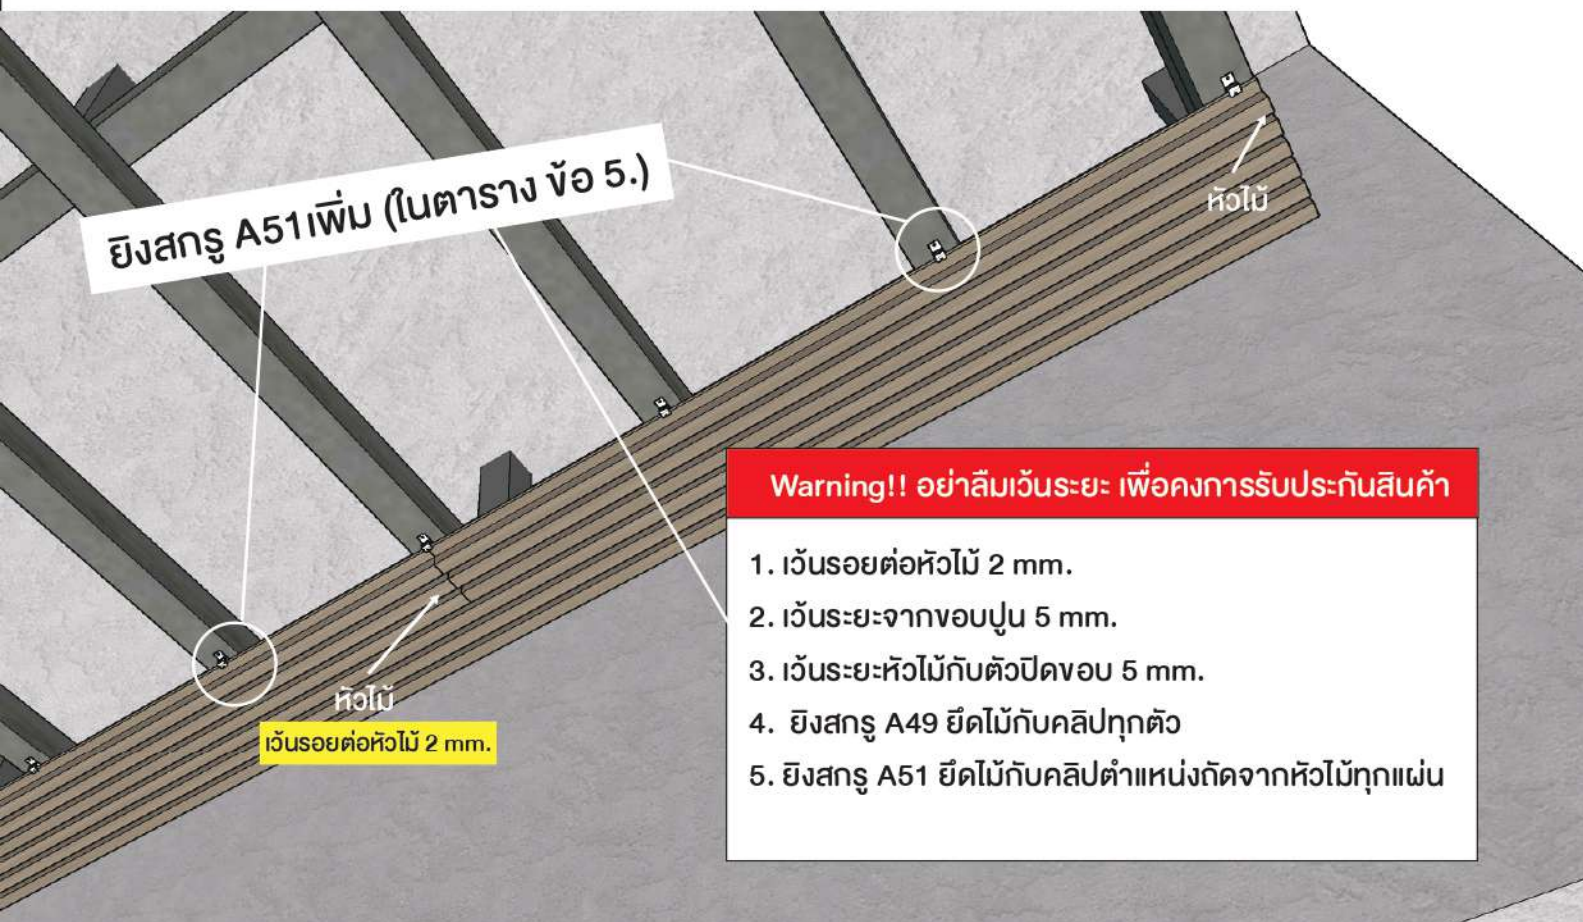 ยิงสกรู A51เพิ่ม (ในตาราง ข้อ 5.)
หัวไม้
Warning!! อย่าลืมเว้นระยะ เพื่อคงการรับประกันสินค้า
1. เว้นรอยต่อหัวไม้ 2 mm.
2. เว้นระยะจากขอบปูน 5 mm.
3. เว้นระยะหัวไม้กับตัวปิดขอบ 5 mm.
4. ยิงสกรู A49 ยึดไม้กับคลิปทุกตัว
5. ยิงสกรู A51 ยึดไม้กับคลิปตำแหน่งถัดจากหัวไม้ทุกแผ่น
หัวไม้
เว้นรอยต่อหัวไม้ 2 mm.